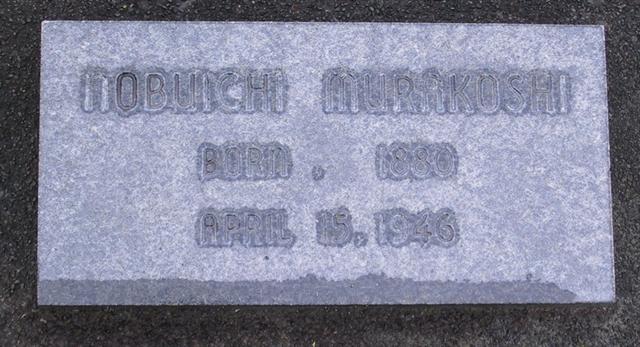 NOBUICHI MURAKOSHI
BORN, 1880
APRIL 15, 1946